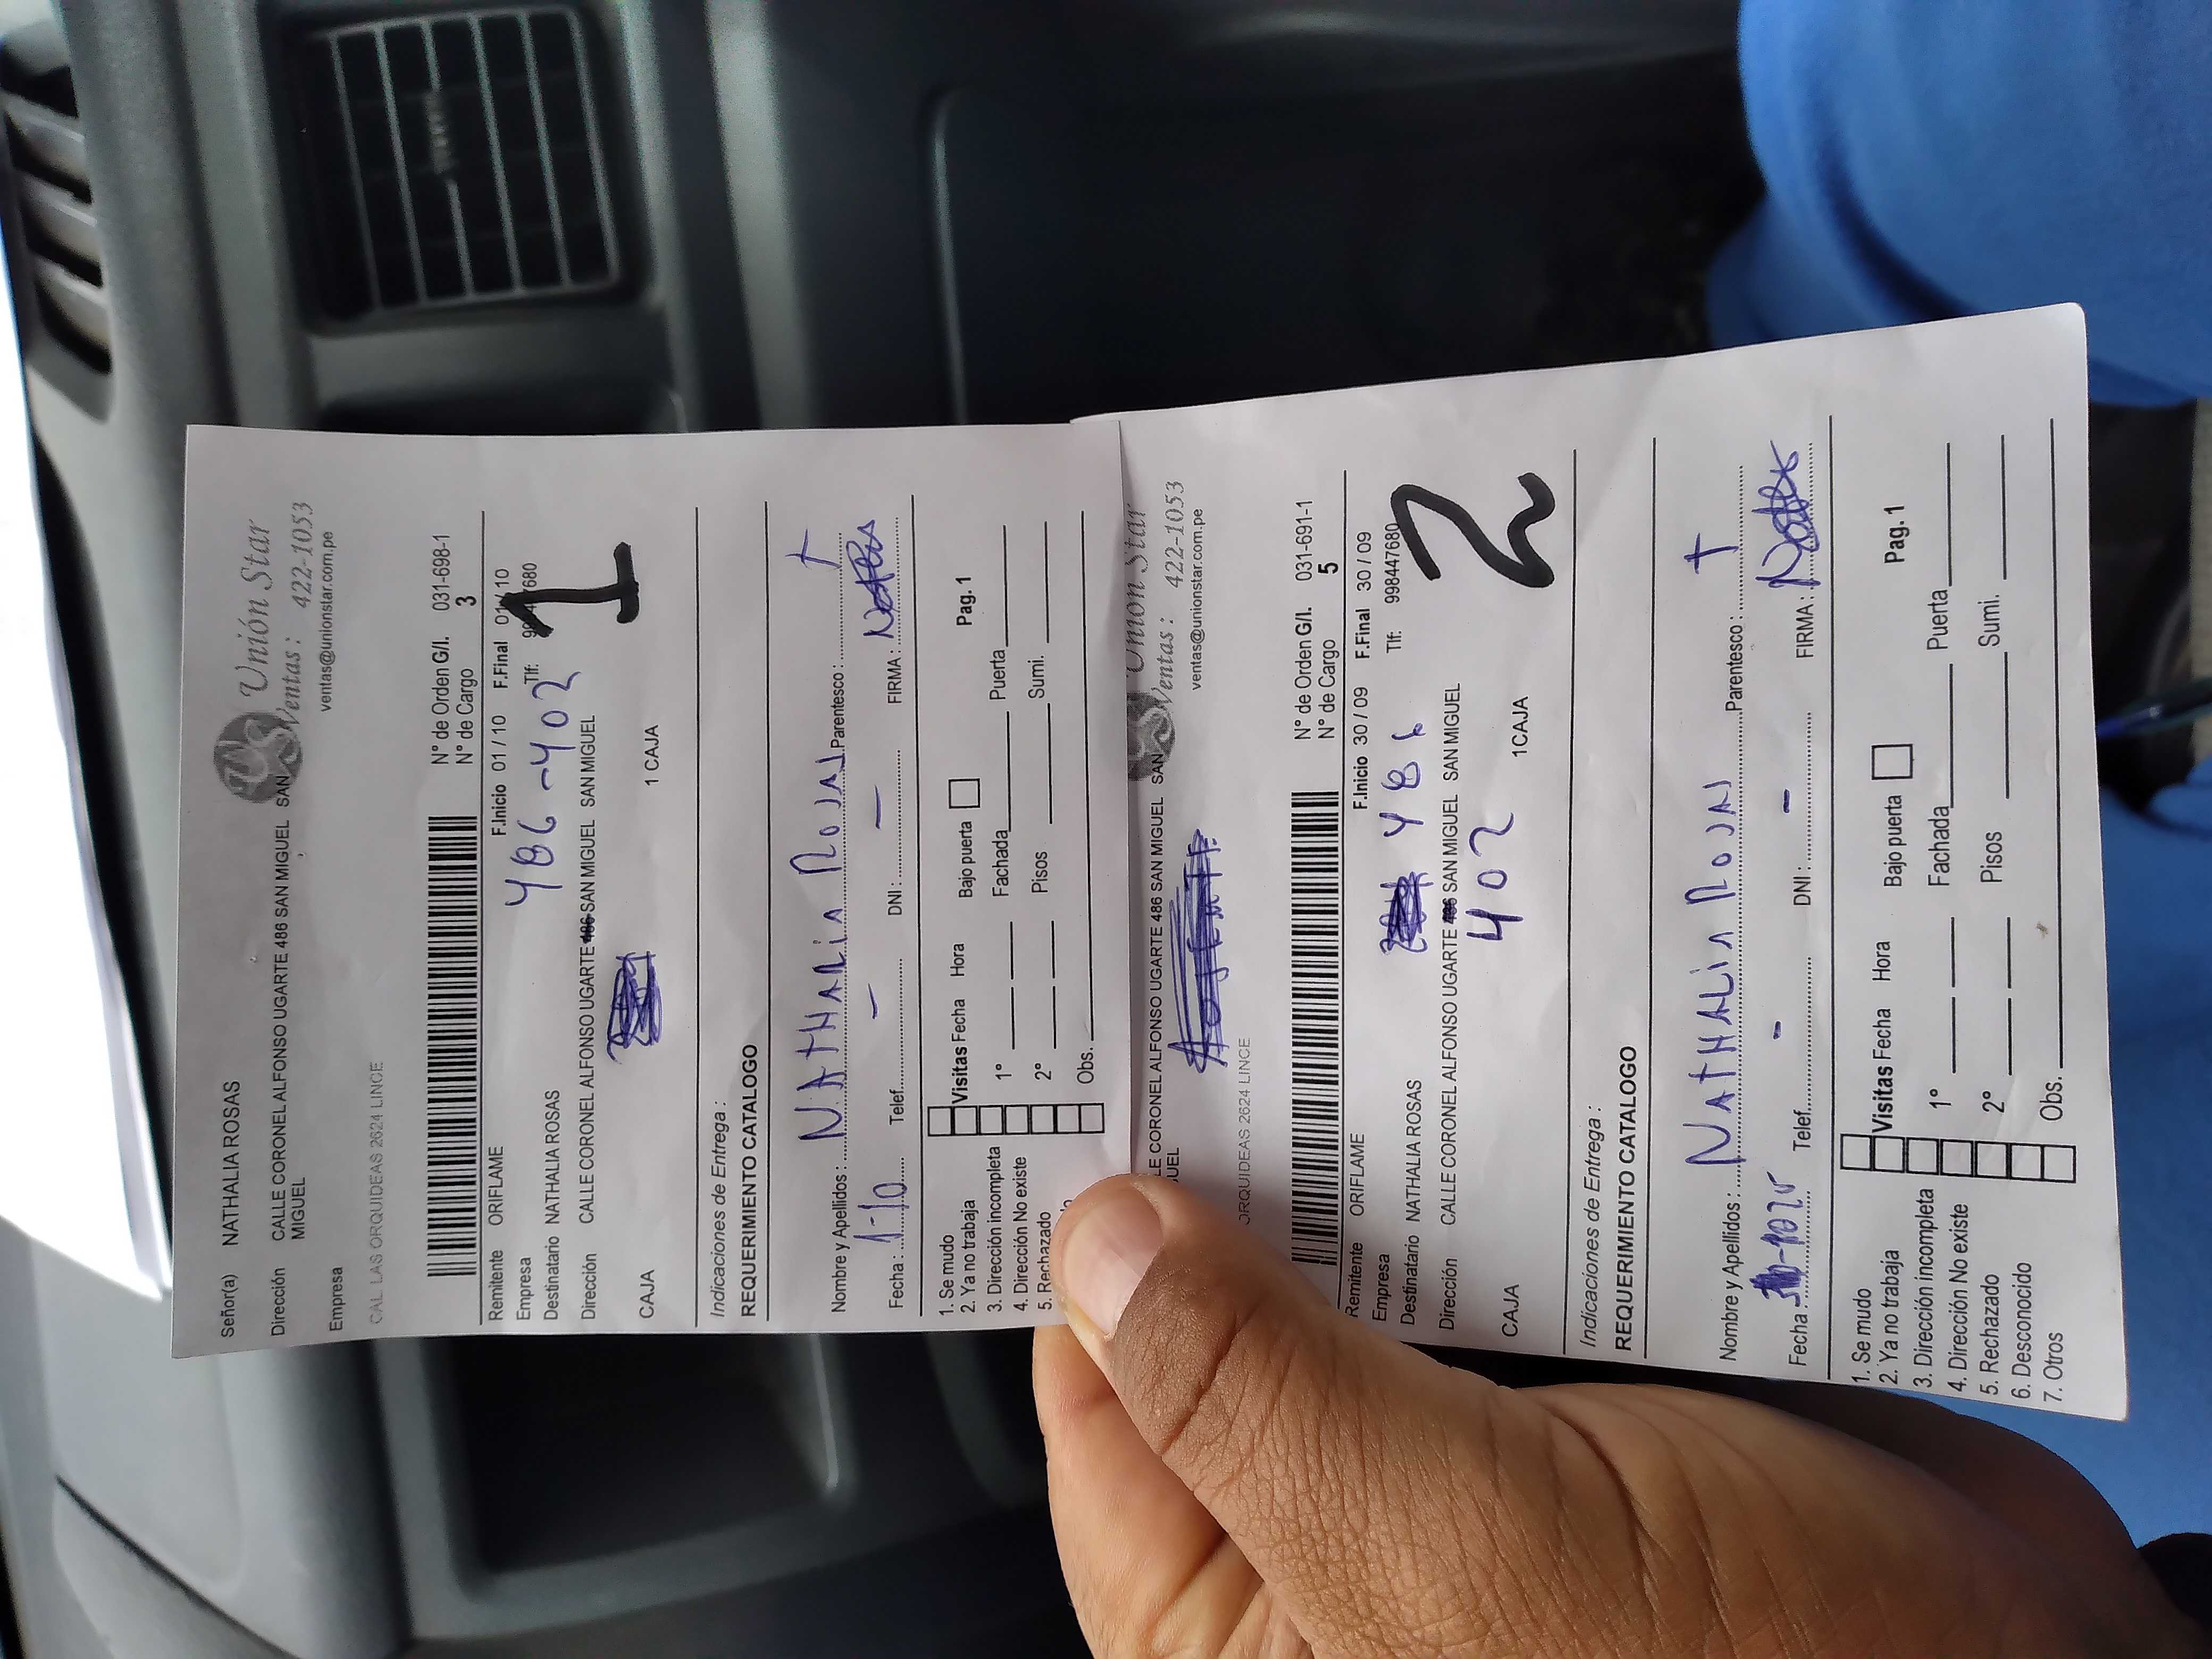 Señor(a) NATHALIA ROSAS
Unión Star
Dirección CALLE CORONEL ALFONSO UGARTE 486 SAN MIGUEL SAN
MIGUEL
Ventas: 422-1053
Empresa
ventas@unionstar.com.pe
CAL LAS ORQUIDEAS 2624 LINCE
N° de Orden G/I. 031-698-1
N° de Cargo 3
Remitente ORIFLAME F.Inicio 01 / 10 F.Final 01 / 10
Empresa Tlf: 680
486-402
1
Destinatario NATHALIA ROSAS
Dirección CALLE CORONEL ALFONSO UGARTE 486 SAN MIGUEL SAN MIGUEL
CAJA 1 CAJA
Indicaciones de Entrega :
REQUERIMIENTO CATALOGO
Nombre y Apellidos : NATHALIA Parentesco : T
Fecha : 1-10 Telef. - DNI : - FIRMA :
1. Se mudo
2. Ya no trabaja
3. Dirección incompleta
4. Dirección No existe
5. Rechazado
Visitas Fecha Hora Bajo puerta Pag. 1
1° Fachada Puerta
2° Pisos Sumi.
Obs.
Unión Star
LE CORONEL ALFONSO UGARTE 486 SAN MIGUEL SAN
UEL
Ventas: 422-1053
ventas@unionstar.com.pe
ORQUIDEAS 2624 LINCE
N° de Orden G/I. 031-691-1
N° de Cargo 5
Remitente ORIFLAME F.Inicio 30 / 09 F.Final 30 / 09
Empresa Tlf: 998447680
486
2
Destinatario NATHALIA ROSAS
Dirección CALLE CORONEL ALFONSO UGARTE 486 SAN MIGUEL SAN MIGUEL
402
CAJA 1CAJA
Indicaciones de Entrega :
REQUERIMIENTO CATALOGO
Nombre y Apellidos : NATHALIA Parentesco : T
Fecha : Telef. - DNI : - FIRMA :
1. Se mudo
2. Ya no trabaja
3. Dirección incompleta
4. Dirección No existe
5. Rechazado
6. Desconocido
7. Otros
Visitas Fecha Hora Bajo puerta Pag. 1
1° Fachada Puerta
2° Pisos Sumi.
Obs.